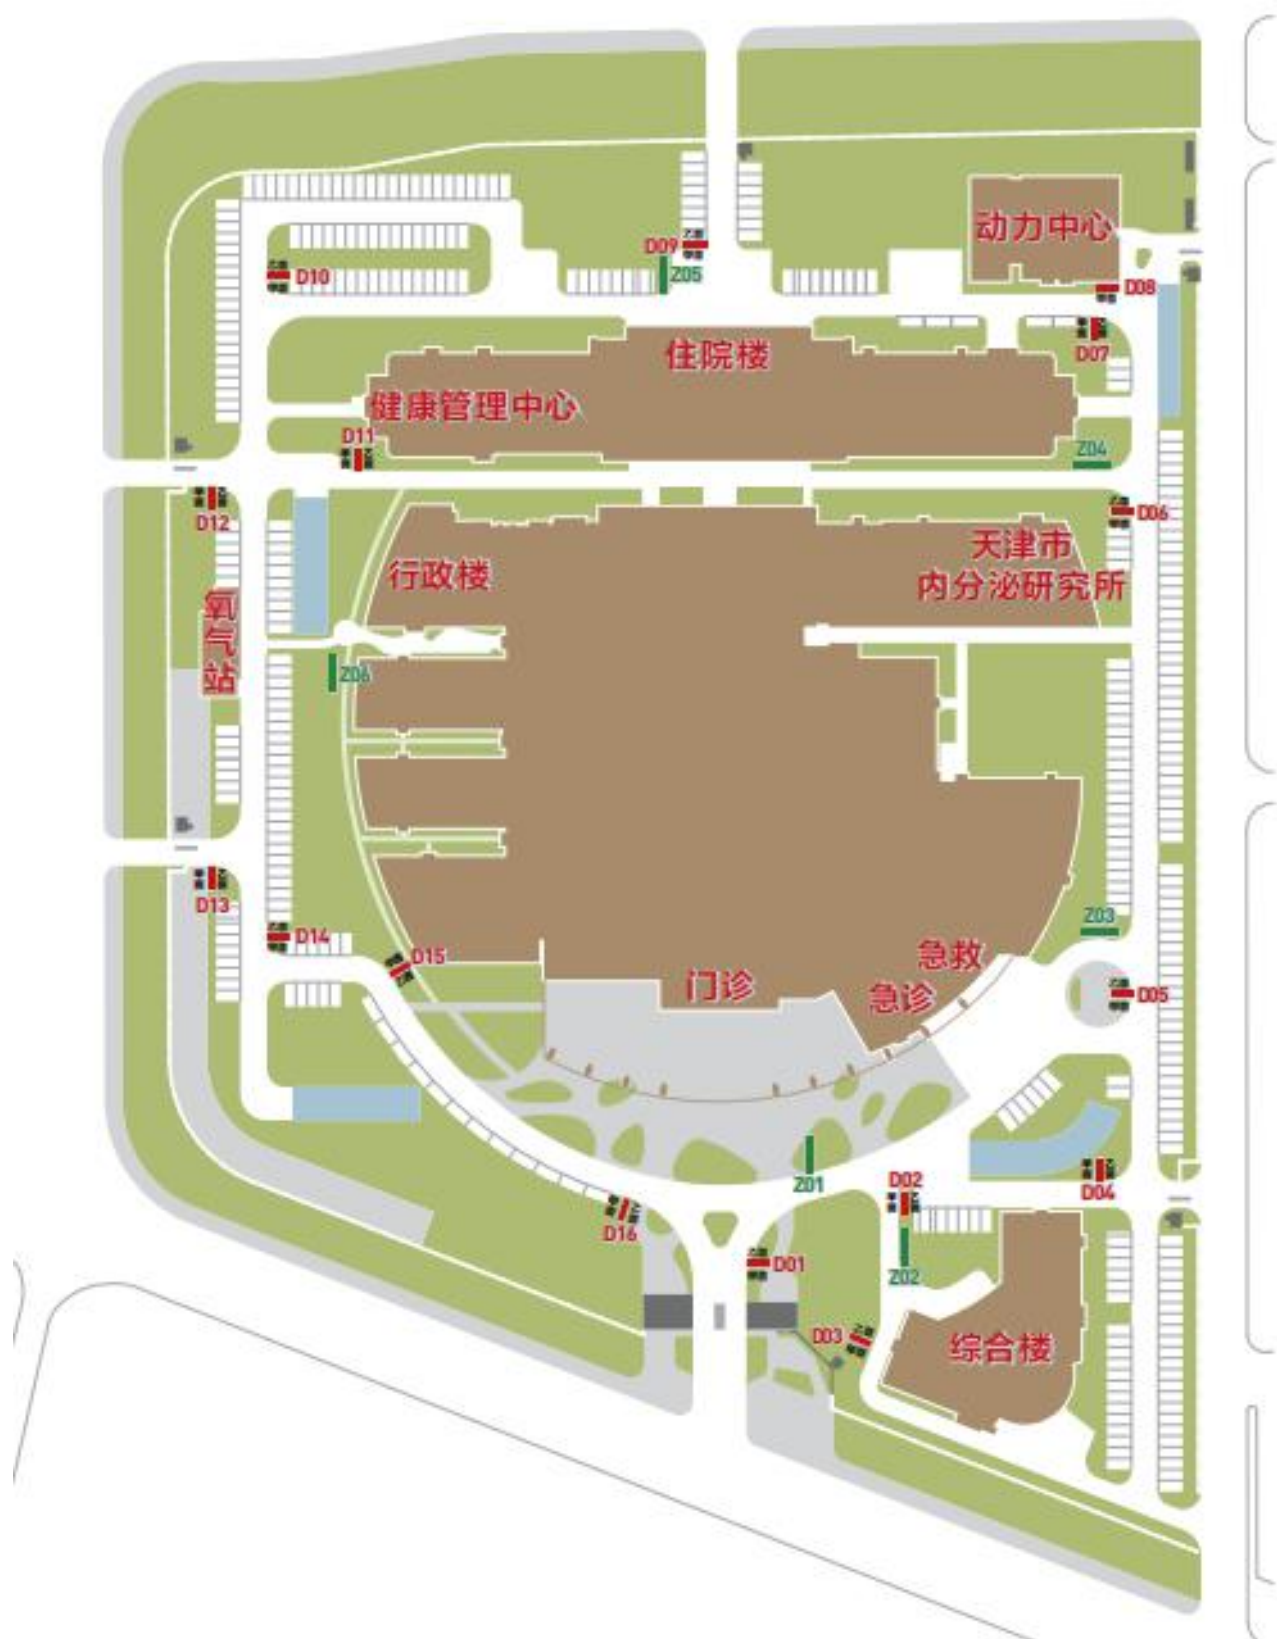 动力中心
D09
Z05
D10
D08
D07
住院楼
健康管理中心
D11
Z04
D12
D06
行政楼
天津市
内分泌研究所
氧气站
Z06
D13
Z03
D14
D15
急救
门诊
急诊
D05
Z01
D02
D04
D16
D01
Z02
D03
综合楼